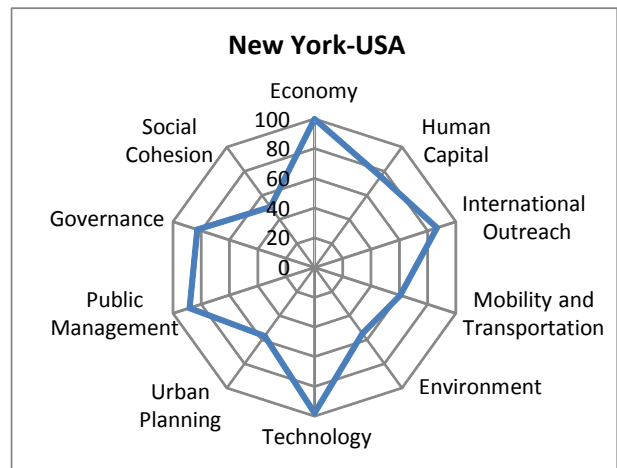 New York-USA
Economy
Human
Capital
International
Outreach
Mobility and
Transportation
Environment
Technology
Urban
Planning
Public
Management
Governance
Social
Cohesion
100
80
60
40
20
0